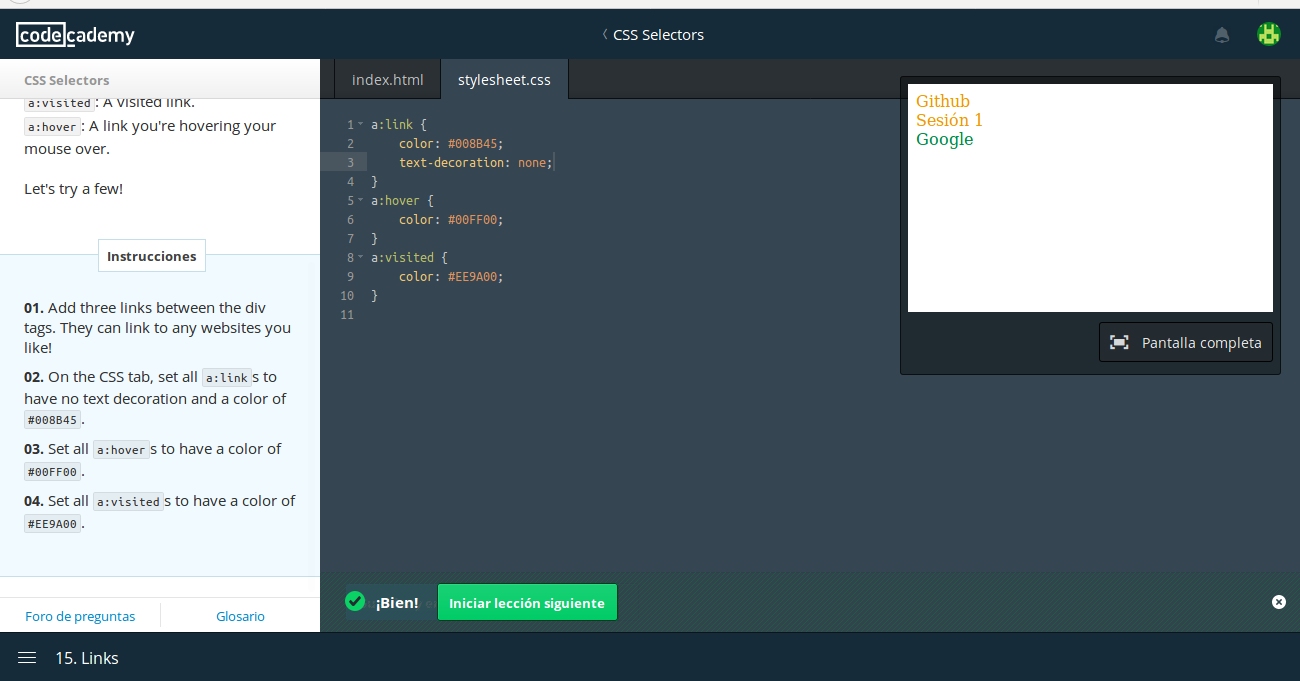 codecademy
CSS Selectors
CSS Selectors
a:visited: A visited link.
a:hover: A link you're hovering your
mouse over.
Let's try a few!
Instrucciones
01. Add three links between the div
tags. They can link to any websites you
like!
02. On the CSS tab, set all a:links to
have no text decoration and a color of
#008B45.
03. Set all a:hovers to have a color of
#00FF00.
04. Set all a:visiteds to have a color of
#EE9A00.
Foro de preguntas
Glosario
index.html
stylesheet.css
1 a:link {
2 color: #008B45;
3 text-decoration: none;
4 }
5 a:hover {
6 color: #00FF00;
7 }
8 a:visited {
9 color: #EE9A00;
10 }
11
Github
Sesión 1
Google
Pantalla completa
¡Bien!
Iniciar lección siguiente
15. Links